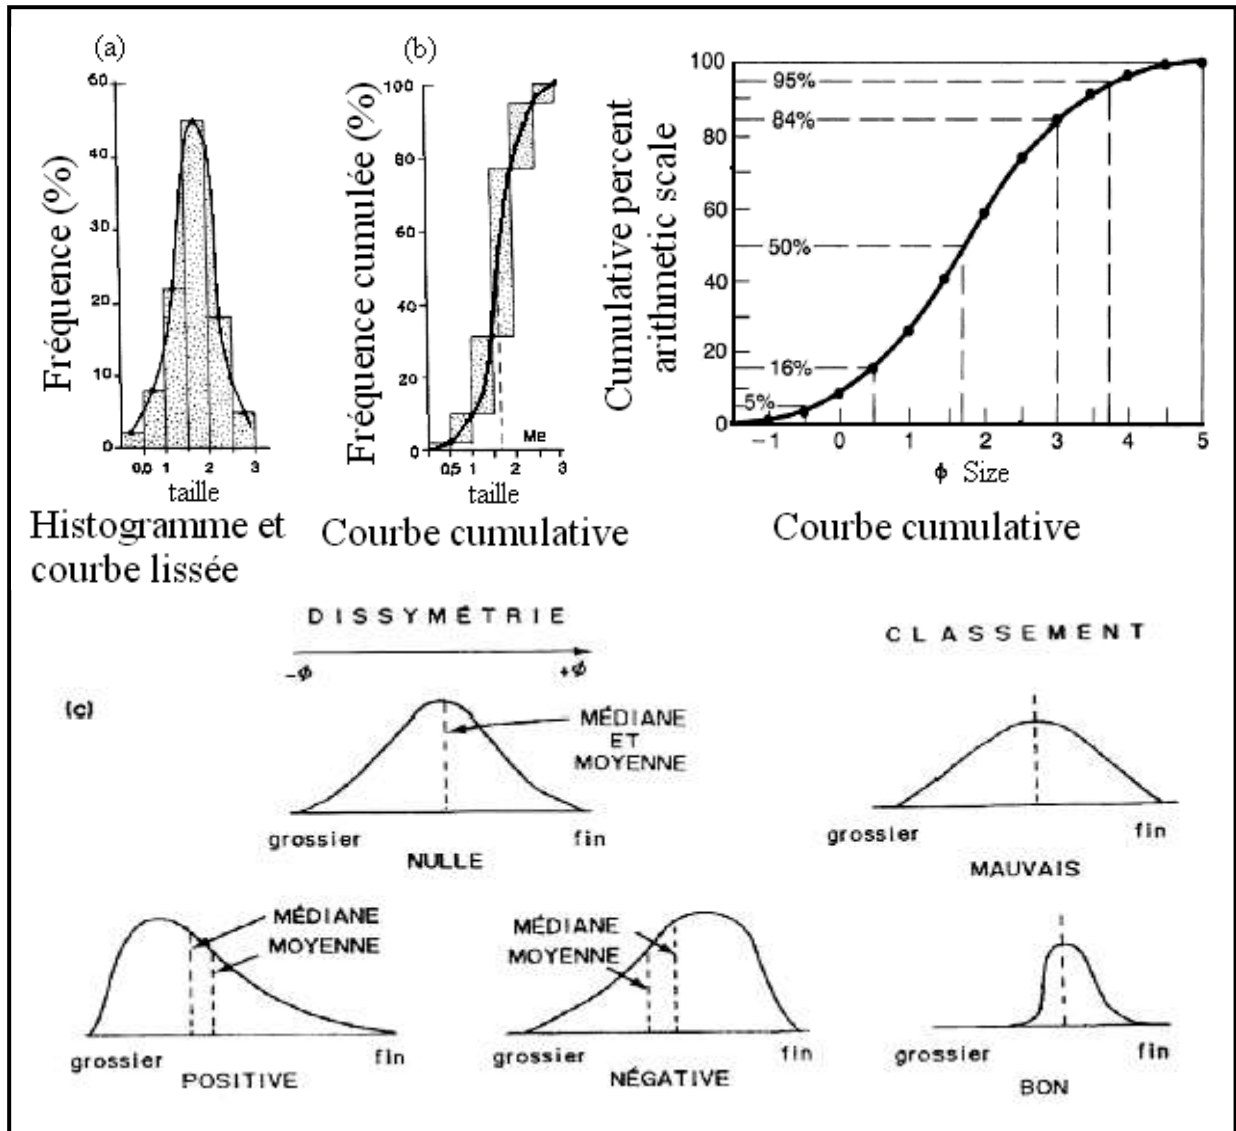 (a)
Fréquence (%)
60
40
30
20
10
0
0,0 1 2 3
taille
Histogramme et
courbe lissée
(b)
Fréquence cumulée (%)
100
80
60
40
20
0
Me
0,5 1 2 3
taille
Courbe cumulative
Cumulative percent
arithmetic scale
100
80
60
40
20
0
95%
84%
50%
16%
5%
−1 0 1 2 3 4 5
ϕ Size
Courbe cumulative
DISSYMÉTRIE
-Ø +Ø
(c)
MÉDIANE
ET
MOYENNE
grossier fin
NULLE
CLASSEMENT
grossier fin
MAUVAIS
MÉDIANE
MOYENNE
grossier fin
POSITIVE
MÉDIANE
MOYENNE
grossier fin
NÉGATIVE
grossier fin
BON